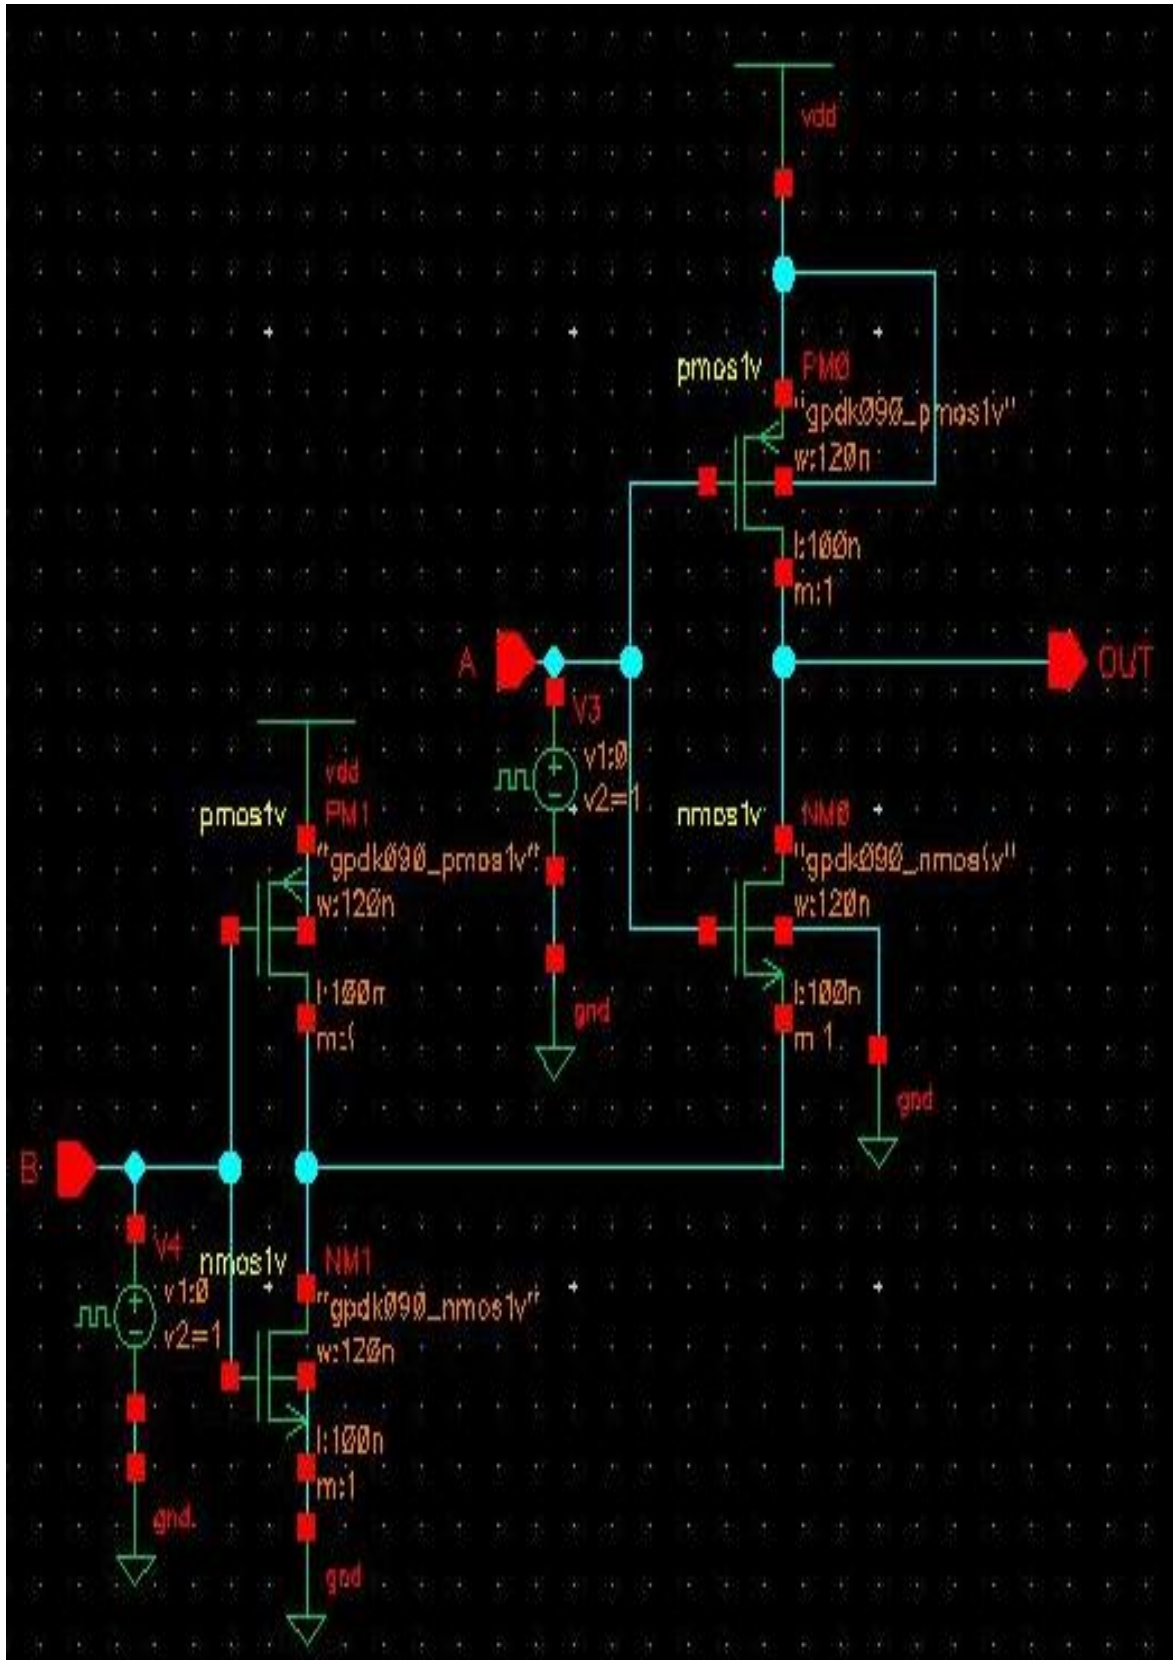 vdd
pmos1v PM0
"gpdk090_pmos1v"
w:120n
l:100n
m:1
A
OUT
V3
v1:0
v2=1
vdd
pmos1v PM1
"gpdk090_pmos1v"
w:120n
l:100n
nmos1v NM0
"gpdk090_nmos1v"
w:120n
l:100n
m:1
gnd
gnd
B
V4
v1:0
v2=1
nmos1v NM1
"gpdk090_nmos1v"
w:120n
l:100n
m:1
gnd
gnd